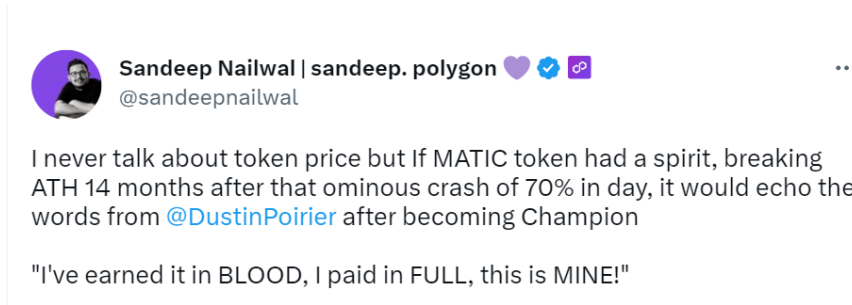 Sandeep Nailwal | sandeep. polygon
@sandeepnailwal
I never talk about token price but If MATIC token had a spirit, breaking
ATH 14 months after that ominous crash of 70% in day, it would echo the
words from @DustinPoirier after becoming Champion
"I've earned it in BLOOD, I paid in FULL, this is MINE!"